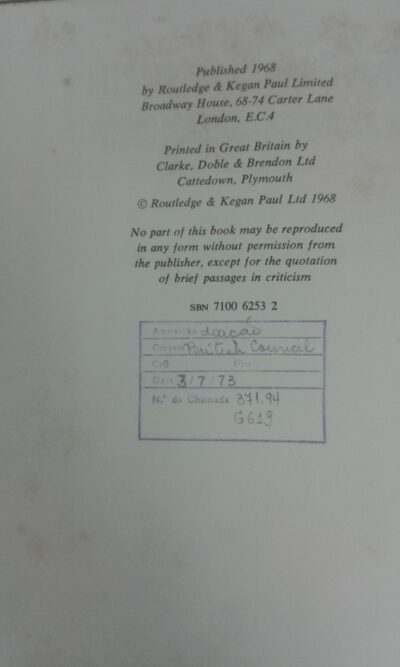 Published 1968
by Routledge & Kegan Paul Limited
Broadway House, 68-74 Carter Lane
London, E.C.4
Printed in Great Britain by
Clarke, Doble & Brendon Ltd
Cattedown, Plymouth
© Routledge & Kegan Paul Ltd 1968
No part of this book may be reproduced
in any form without permission from
the publisher, except for the quotation
of brief passages in criticism
SBN 7100 6253 2
doação
Origem British Council
Cr$
Data 3/7/73
N.º de Chamada 371.94
G619